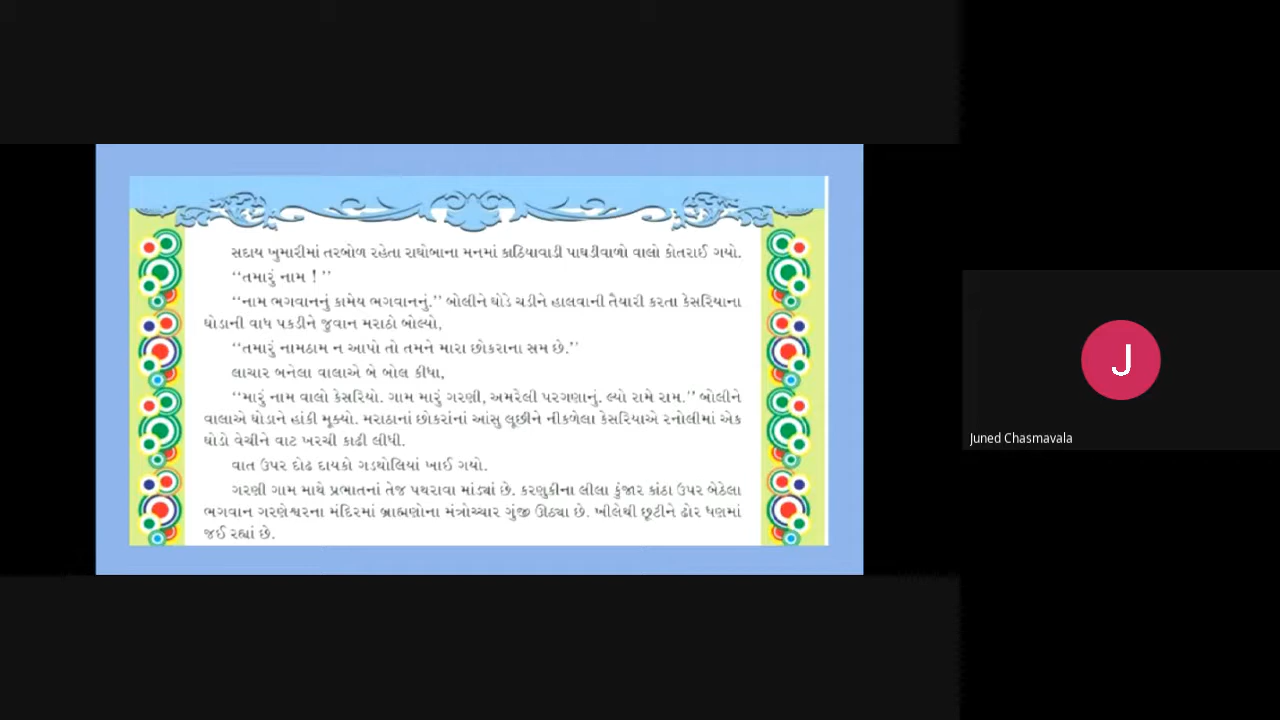 સદાય ખુમારીમાં તરબોળ રહેતા રાઘોબાના મનમાં કાઠિયાવાડી પાઘડીવાળો વાલો કોતરાઈ ગયો.
‘‘તમારું નામ ! ’’
‘‘નામ ભગવાનનું કામેય ભગવાનનું.’’ બોલીને ઘોડે ચડીને હાલવાની તૈયારી કરતા કેસરિયાના
ઘોડાની વાઘ પકડીને જુવાન મરાઠો બોલ્યો,
‘‘તમારું નામઠામ ન આપો તો તમને મારા છોકરાના સમ છે.’’
લાચાર બનેલા વાલાએ બે બોલ કીધા,
‘‘મારું નામ વાલો કેસરિયો. ગામ મારું ગરણી, અમરેલી પરગણાનું. લ્યો રામે રામ.’’ બોલીને
વાલાએ ઘોડાને હાંકી મૂક્યો. મરાઠાનાં છોકરાંનાં આંસુ લૂછીને નીકળેલા કેસરિયાએ રનોલીમાં એક
ઘોડો વેચીને વાટ ખરચી કાઢી લીધી.
વાત ઉપર દોઢ દાયકો ગડથોલિયાં ખાઈ ગયો.
ગરણી ગામ માથે પ્રભાતનાં તેજ પથરાવા માંડ્યાં છે. કરણુકીના લીલા કુંજાર કાંઠા ઉપર બેઠેલા
ભગવાન ગરણેશ્વરના મંદિરમાં બ્રાહ્મણોના મંત્રોચ્ચાર ગુંજી ઊઠ્યા છે. ખીલેથી છૂટીને ઢોર ધણમાં
જઈ રહ્યાં છે.
J
Juned Chasmavala